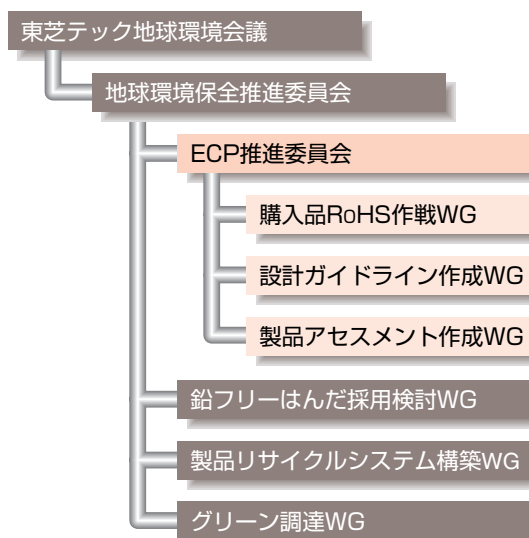 東芝テック地球環境会議
地球環境保全推進委員会
ECP推進委員会
購入品RoHS作戦WG
設計ガイドライン作成WG
製品アセスメント作成WG
鉛フリーはんだ採用検討WG
製品リサイクルシステム構築WG
グリーン調達WG